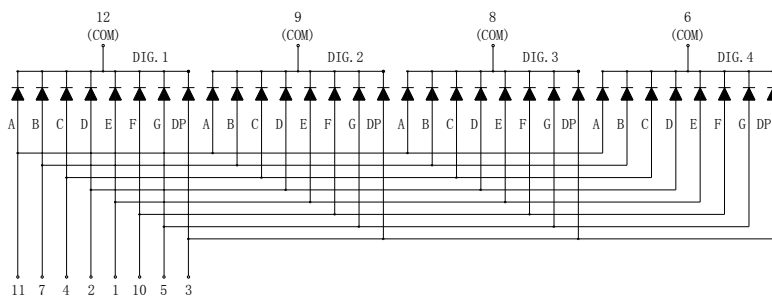 12 9 8 6
(COM) (COM) (COM) (COM)
DIG.1 DIG.2 DIG.3 DIG.4
A B C D E F G DP A B C D E F G DP A B C D E F G DP A B C D E F G DP
11 7 4 2 1 10 5 3